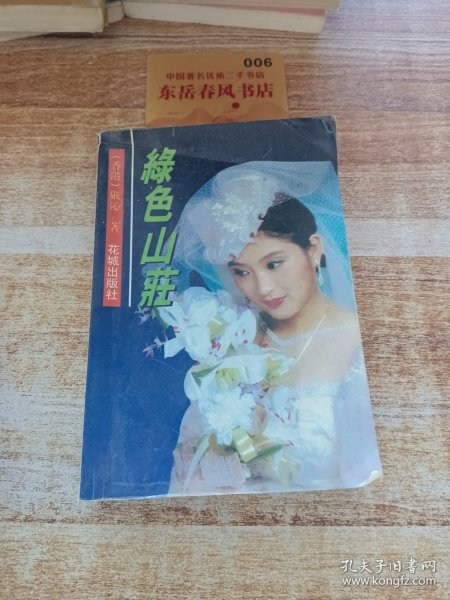 006
中国著名优质二手书店
东岳春风书店
綠色山莊
(香港)嚴沁 著
花城出版社
孔夫子旧书网
www.kongfz.com